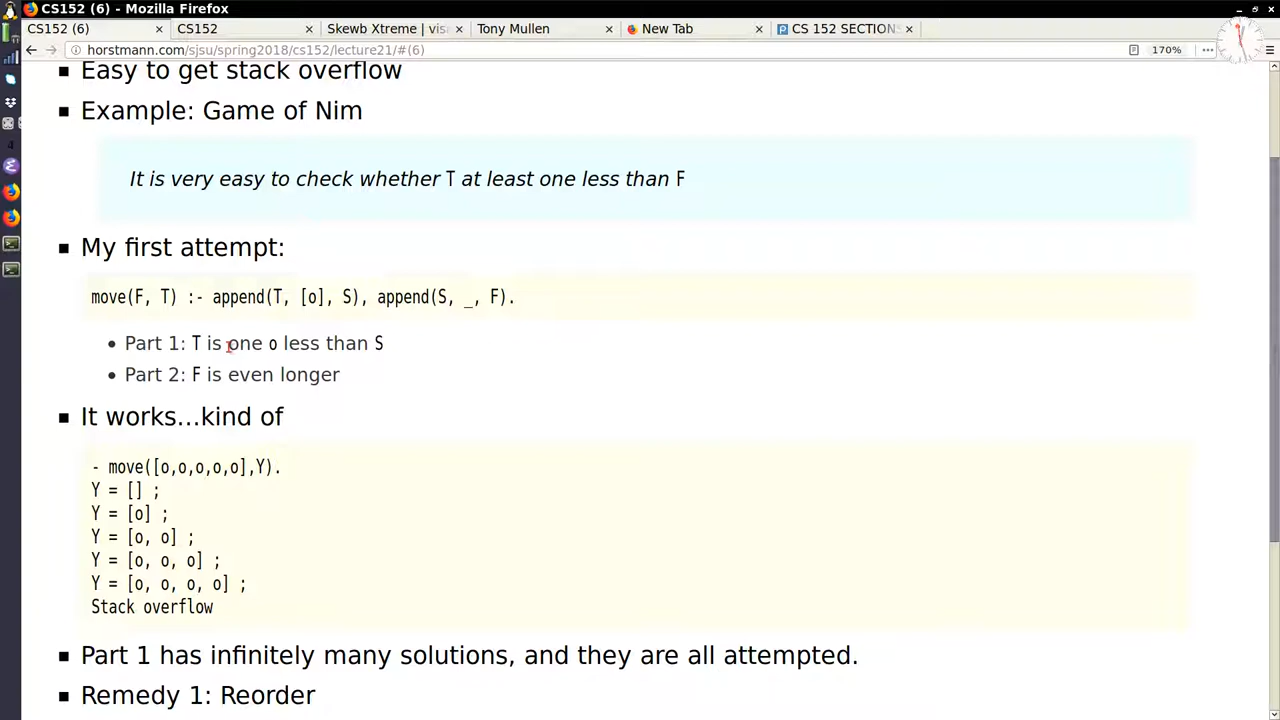 CS152 (6) - Mozilla Firefox
CS152 (6) × CS152 × Skewb Xtreme | vis × Tony Mullen × New Tab × CS 152 SECTION ×
horstmann.com/sjsu/spring2018/cs152/lecture21/#(6) 170%
Easy to get stack overflow
Example: Game of Nim
It is very easy to check whether T at least one less than F
My first attempt:
move(F, T) :- append(T, [o], S), append(S, _, F).
Part 1: T is one o less than S
Part 2: F is even longer
It works...kind of
- move([o,o,o,o,o],Y).
Y = [] ;
Y = [o] ;
Y = [o, o] ;
Y = [o, o, o] ;
Y = [o, o, o, o] ;
Stack overflow
Part 1 has infinitely many solutions, and they are all attempted.
Remedy 1: Reorder